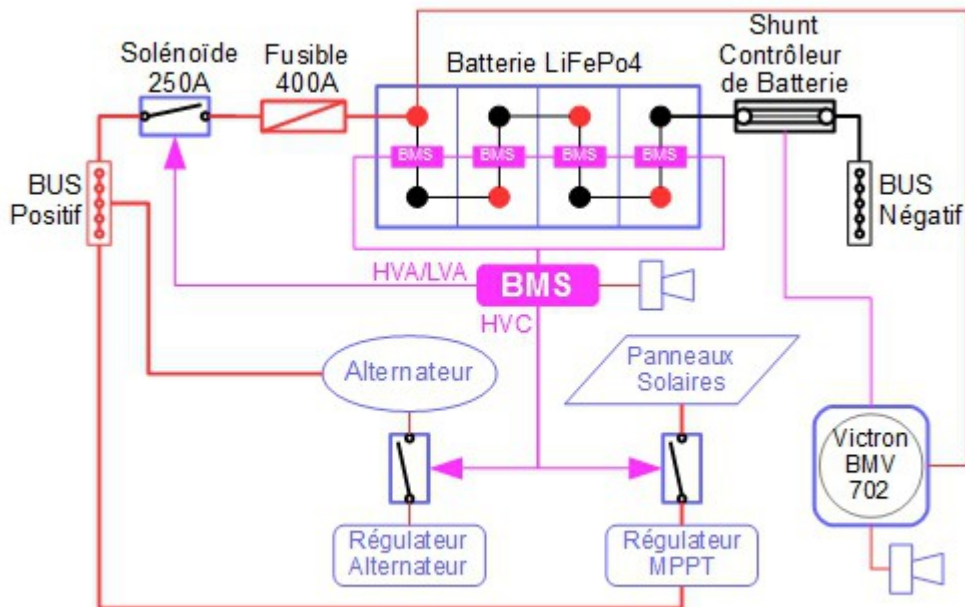 Solénoïde
250A
Fusible
400A
Batterie LiFePo4
Shunt
Contrôleur
de Batterie
BMS
BMS
BMS
BMS
BUS
Positif
BUS
Négatif
HVA/LVA
BMS
HVC
Alternateur
Panneaux
Solaires
Victron
BMV
702
Régulateur
Alternateur
Régulateur
MPPT